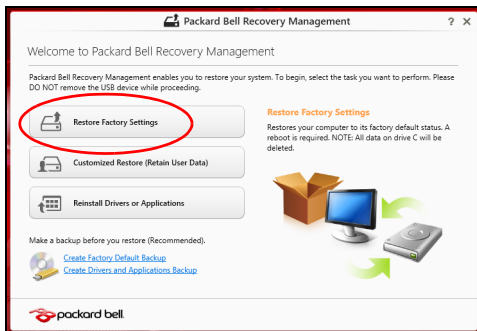 Packard Bell Recovery Management
? X
Welcome to Packard Bell Recovery Management
Packard Bell Recovery Management enables you to restore your system. To begin, select the task you want to perform. Please
DO NOT remove the USB device while proceeding.
Restore Factory Settings
Customized Restore (Retain User Data)
Reinstall Drivers or Applications
Restore Factory Settings
Restores your computer to its factory default status. A
reboot is required. NOTE: All data on drive C will be
deleted.
Make a backup before you restore (Recommended).
Create Factory Default Backup
Create Drivers and Applications Backup
packard bell